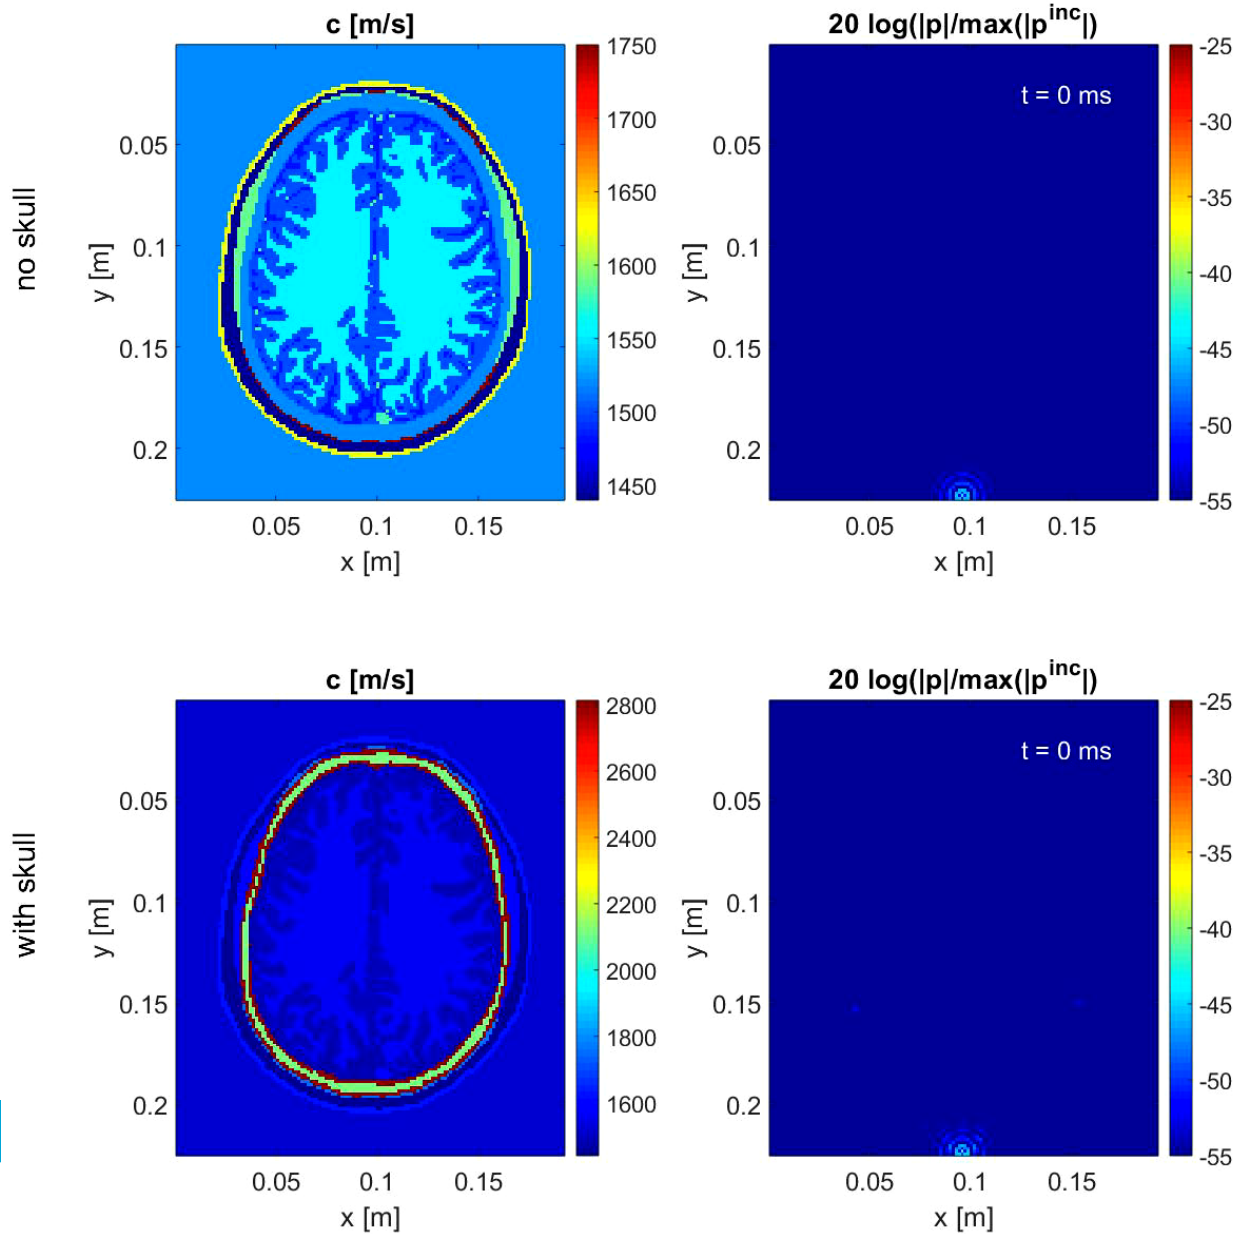 c [m/s]
20 log(|p|/max(|p^inc|)
no skull
y [m]
0.05
0.1
0.15
0.2
0.05 0.1 0.15
x [m]
1750
1700
1650
1600
1550
1500
1450
t = 0 ms
y [m]
0.05
0.1
0.15
0.2
0.05 0.1 0.15
x [m]
-25
-30
-35
-40
-45
-50
-55
c [m/s]
20 log(|p|/max(|p^inc|)
with skull
y [m]
0.05
0.1
0.15
0.2
0.05 0.1 0.15
x [m]
2800
2600
2400
2200
2000
1800
1600
t = 0 ms
y [m]
0.05
0.1
0.15
0.2
0.05 0.1 0.15
x [m]
-25
-30
-35
-40
-45
-50
-55